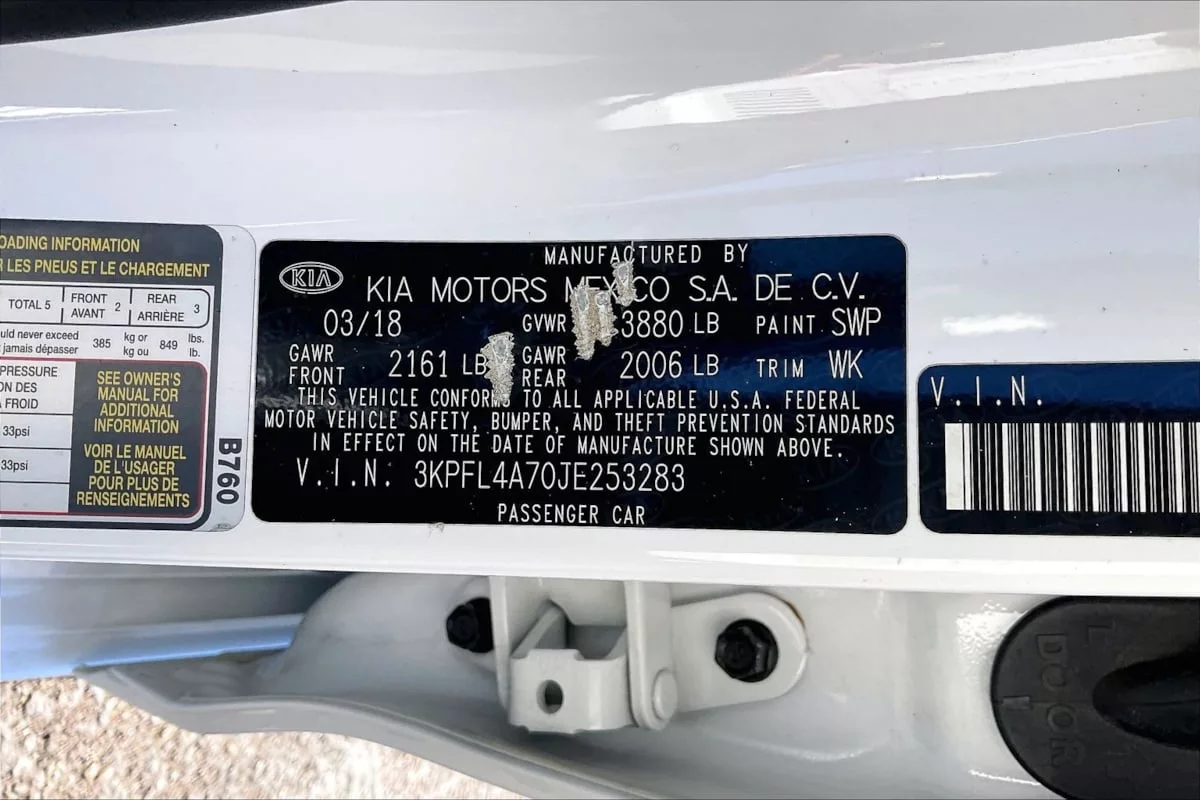 OADING INFORMATION
R LES PNEUS ET LE CHARGEMENT
TOTAL 5 FRONT AVANT 2 REAR ARRIÈRE 3
uld never exceed jamais dépasser 385 kg or kg ou 849 lbs. lb.
PRESSURE
ON DES
A FROID
33psi
33psi
SEE OWNER'S
MANUAL FOR
ADDITIONAL
INFORMATION
VOIR LE MANUEL
DE L'USAGER
POUR PLUS DE
RENSEIGNEMENTS
B760
MANUFACTURED BY
KIA
KIA MOTORS MEXICO S.A. DE C.V.
03/18 GVWR 3880 LB PAINT SWP
GAWR FRONT 2161 LB GAWR REAR 2006 LB TRIM WK
THIS VEHICLE CONFORMS TO ALL APPLICABLE U.S.A. FEDERAL
MOTOR VEHICLE SAFETY, BUMPER, AND THEFT PREVENTION STANDARDS
IN EFFECT ON THE DATE OF MANUFACTURE SHOWN ABOVE.
V.I.N. 3KPFL4A70JE253283
PASSENGER CAR
V.I.N.
DOOR